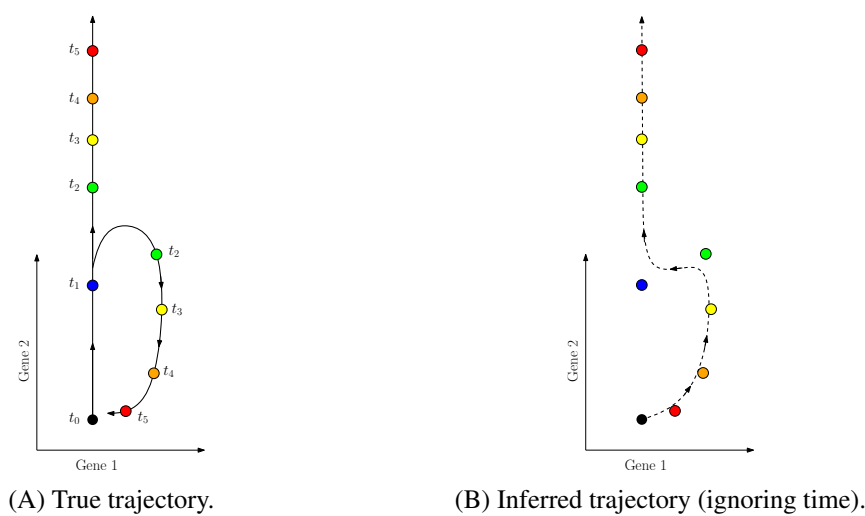 t₅
t₄
t₃
t₂
t₂
t₁
t₃
t₄
t₀
t₅
Gene 2
Gene 1
Gene 2
Gene 1
(A) True trajectory.
(B) Inferred trajectory (ignoring time).